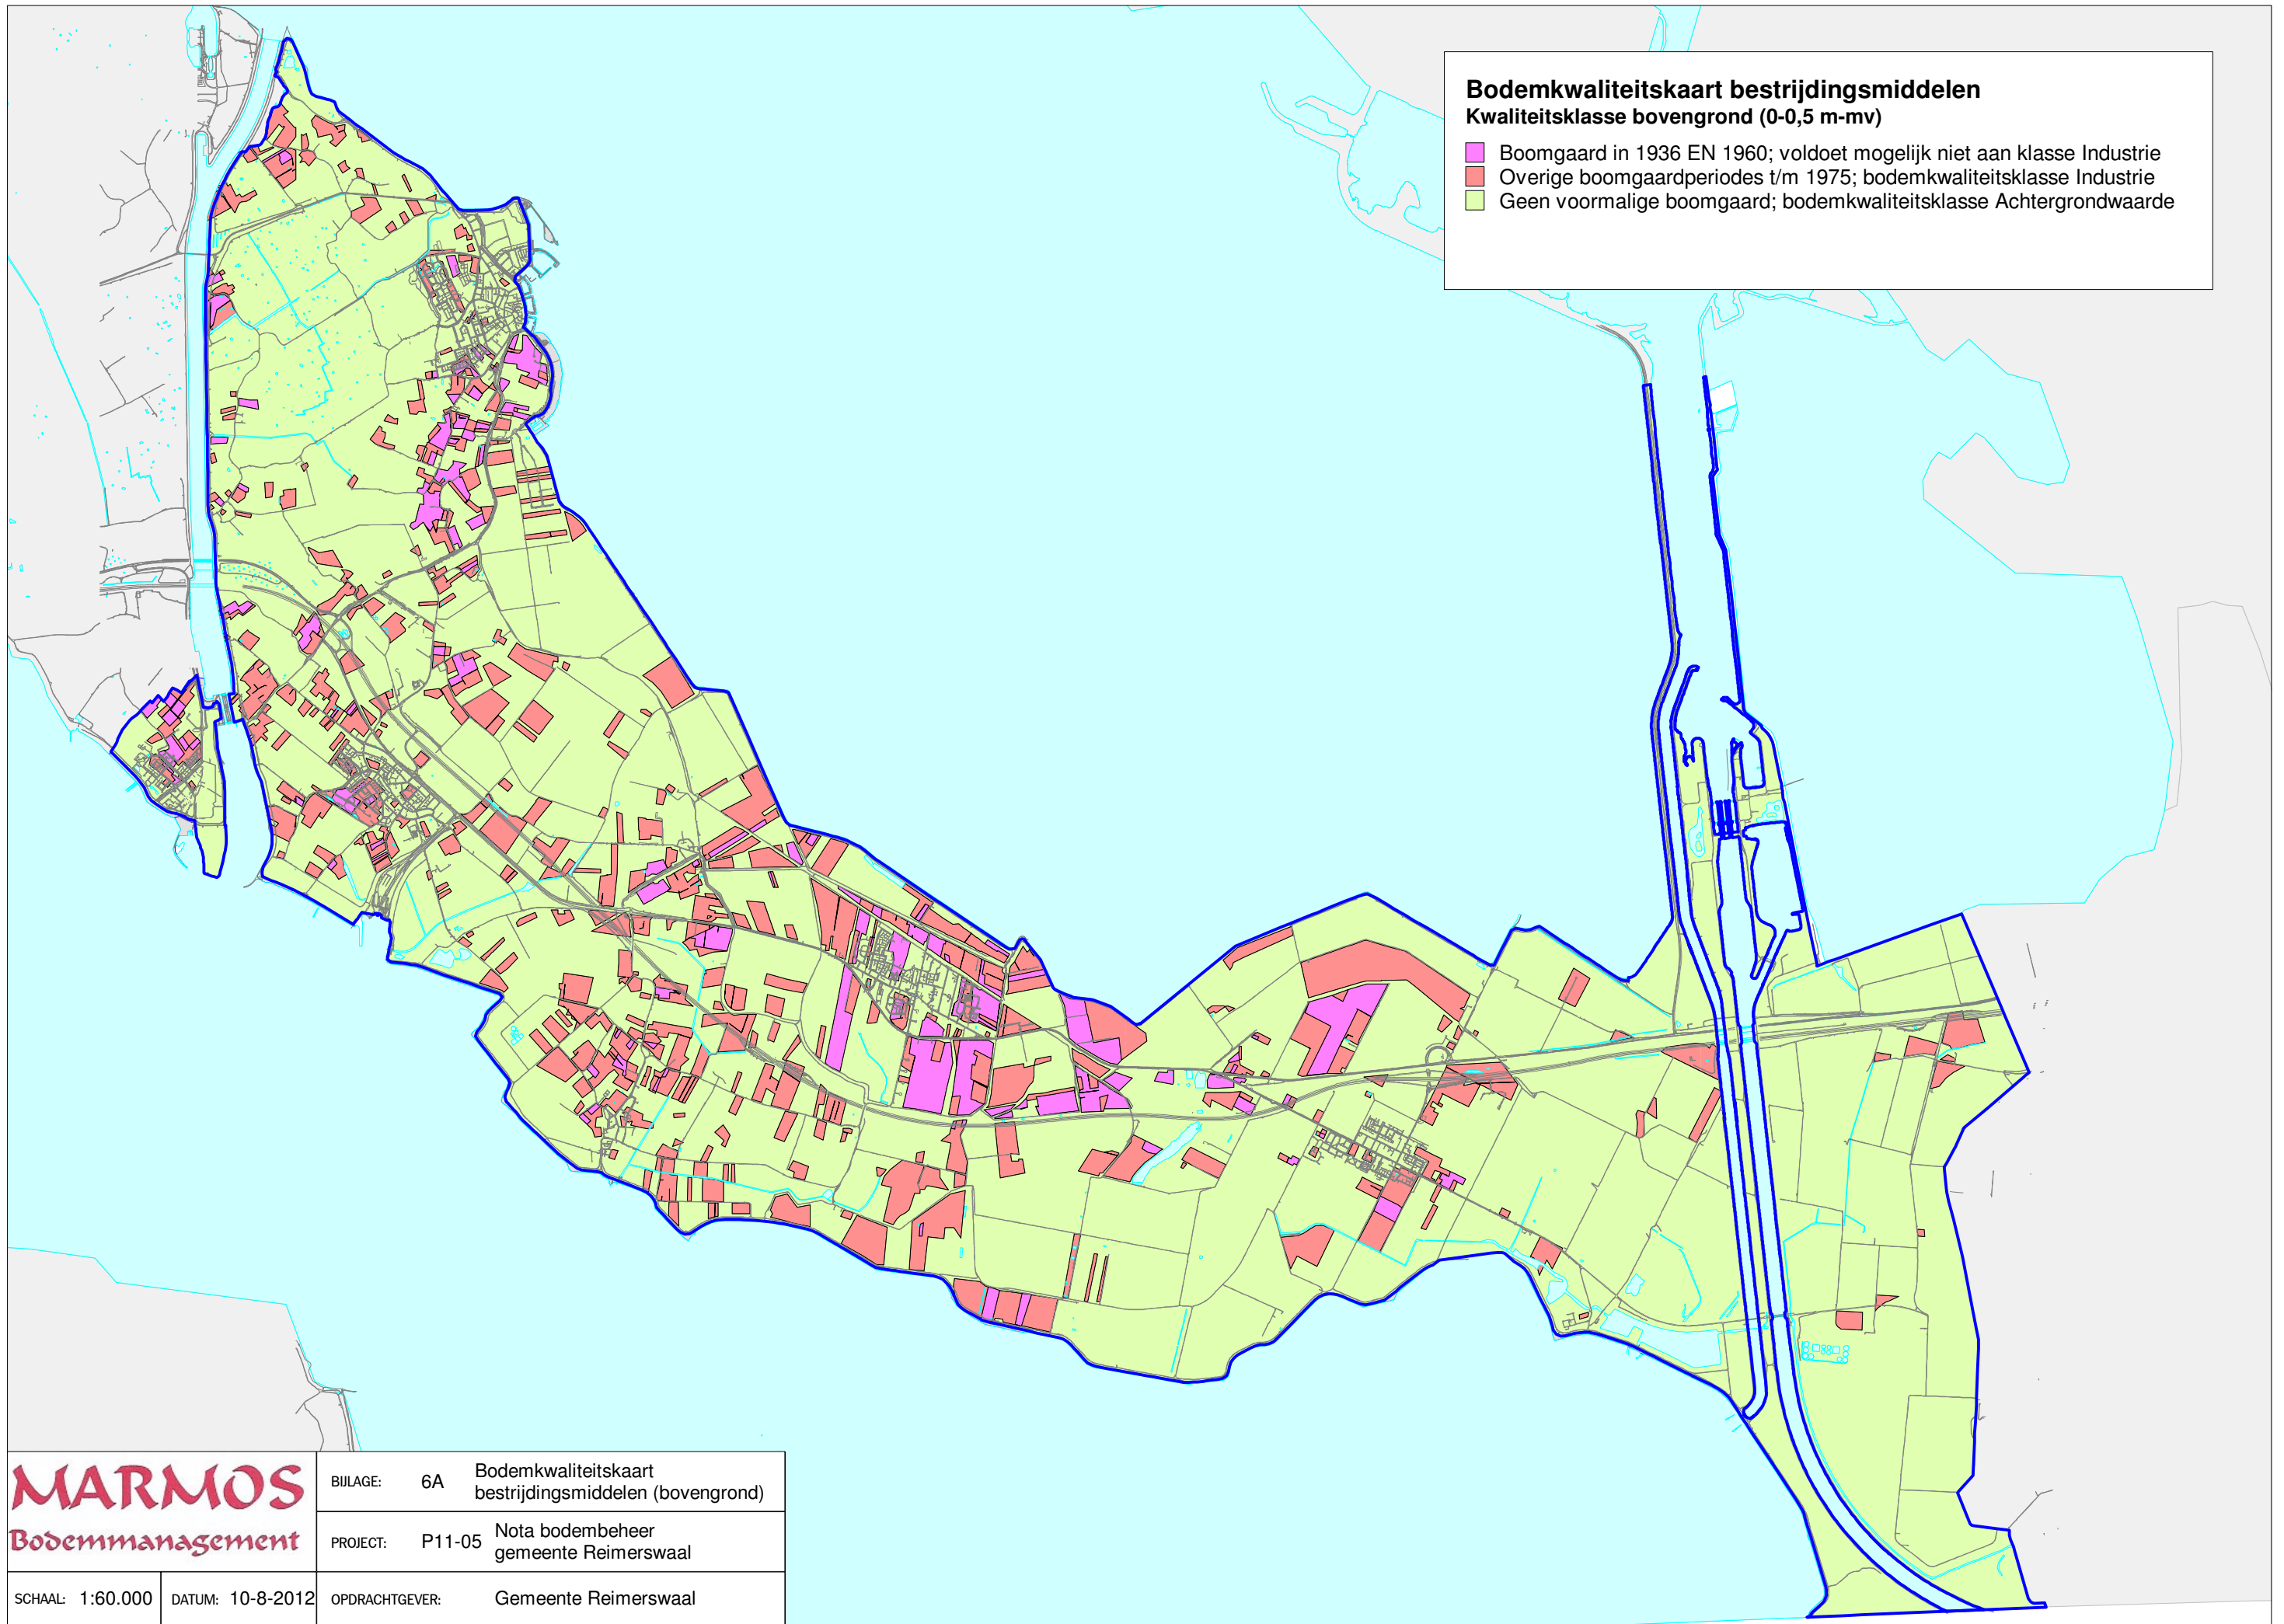 Bodemkwaliteitskaart bestrijdingsmiddelen
Kwaliteitsklasse bovengrond (0-0,5 m-mv)
Boomgaard in 1936 EN 1960; voldoet mogelijk niet aan klasse Industrie
Overige boomgaardperiodes t/m 1975; bodemkwaliteitsklasse Industrie
Geen voormalige boomgaard; bodemkwaliteitsklasse Achtergrondwaarde
MARMOS
Bodemmanagement
BIJLAGE: 6A Bodemkwaliteitskaart
bestrijdingsmiddelen (bovengrond)
PROJECT: P11-05 Nota bodembeheer
gemeente Reimerswaal
SCHAAL: 1:60.000 DATUM: 10-8-2012 OPDRACHTGEVER: Gemeente Reimerswaal